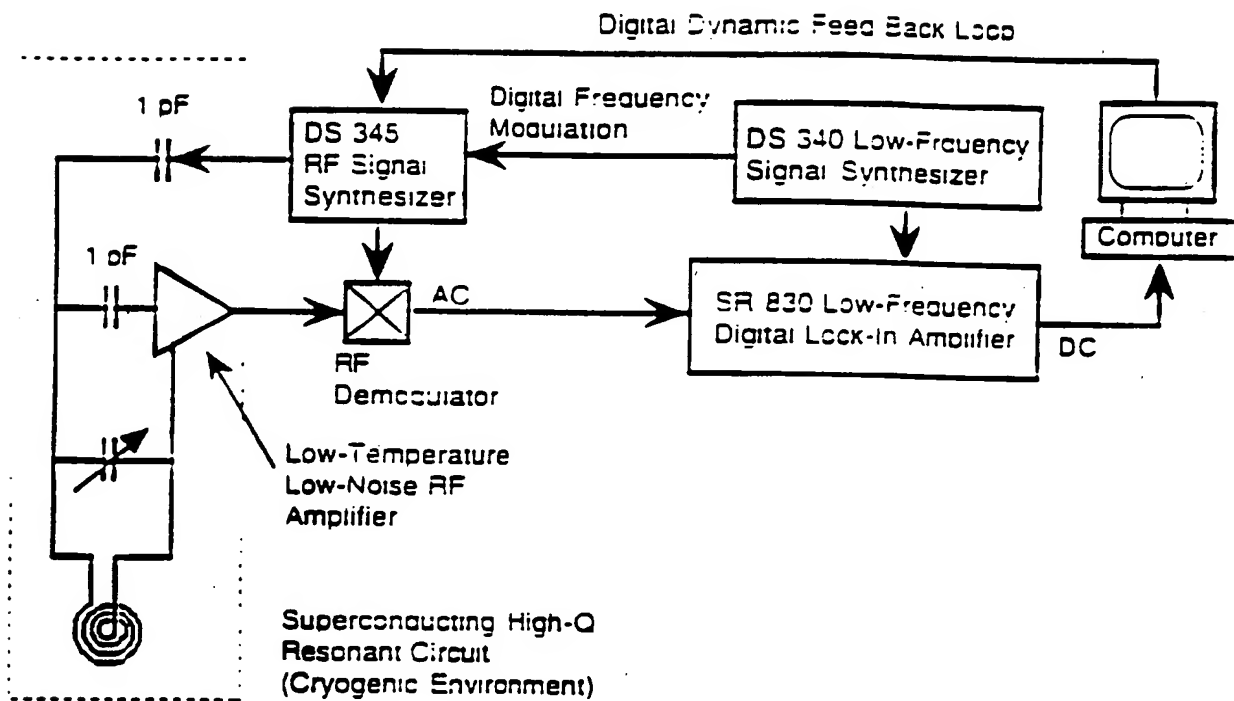 Digital Dynamic Feed Back Loop
1 pF
DS 345
RF Signal
Synthesizer
Digital Frequency
Modulation
DS 340 Low-Frquency
Signal Synthesizer
Computer
1 pF
AC
SR 830 Low-Frequency
Digital Lock-In Amplifier
DC
RF
Demodulator
Low-Temperature
Low-Noise RF
Amplifier
Superconducting High-Q
Resonant Circuit
(Cryogenic Environment)